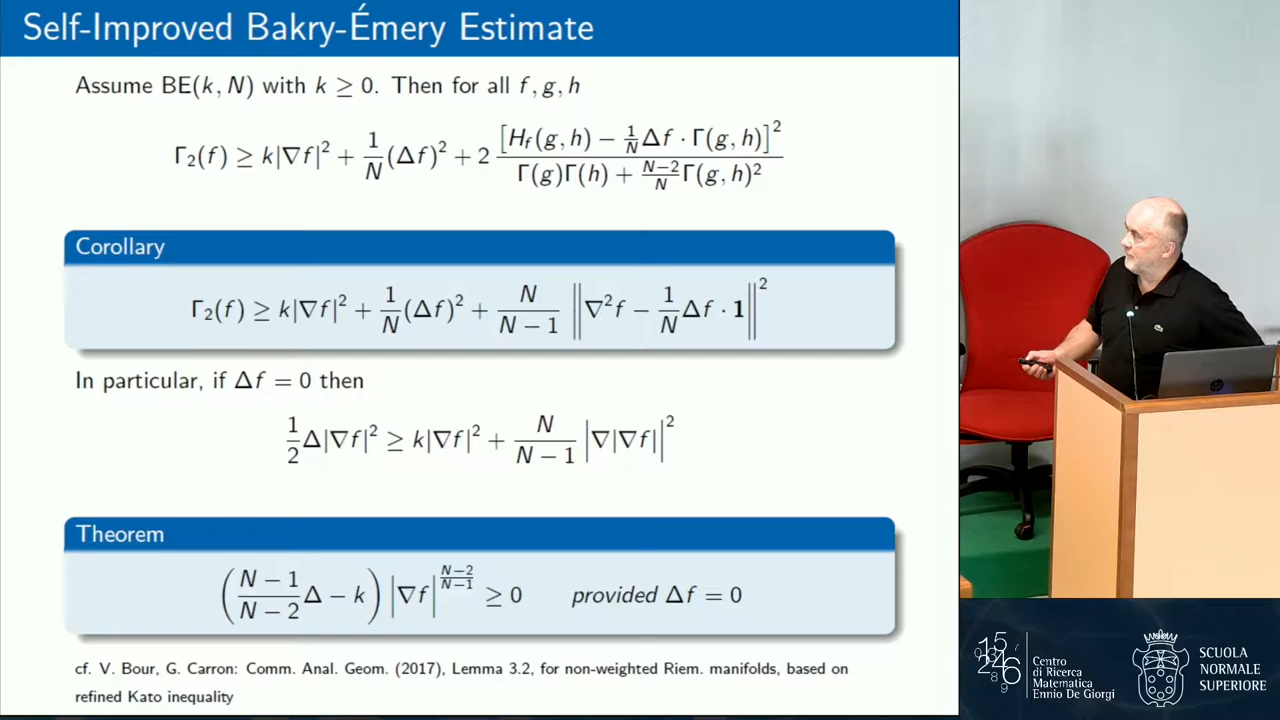 Self-Improved Bakry-Émery Estimate
Assume BE(k, N) with k ≥ 0. Then for all f, g, h
Γ₂(f) ≥ k|∇f|² + 1/N (Δf)² + 2 [H_f(g, h) − 1/N Δf · Γ(g, h)]² / (Γ(g)Γ(h) + N−2/N Γ(g, h)²)
Corollary
Γ₂(f) ≥ k|∇f|² + 1/N (Δf)² + N/(N − 1) ‖∇²f − 1/N Δf · 1‖²
In particular, if Δf = 0 then
1/2 Δ|∇f|² ≥ k|∇f|² + N/(N − 1) |∇|∇f||²
Theorem
(N − 1/N − 2 Δ − k) |∇f|^(N−2/N−1) ≥ 0 provided Δf = 0
cf. V. Bour, G. Carron: Comm. Anal. Geom. (2017), Lemma 3.2, for non-weighted Riem. manifolds, based on
refined Kato inequality
hp
Centro
di Ricerca
Matematica
Ennio De Giorgi
SCUOLA
NORMALE
SUPERIORE